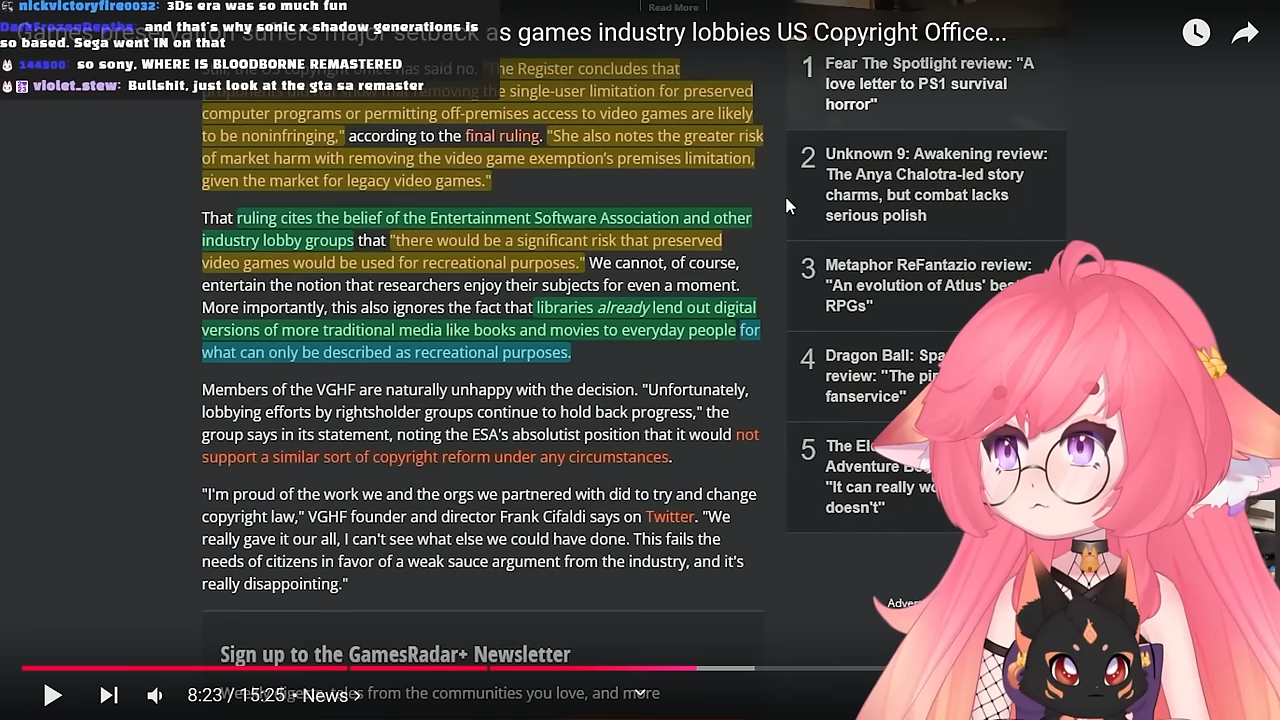 nickvictoryfire0032: 3Ds era was so much fun
Read More
and that's why sonic x shadow generations is
so based. Sega went IN on that
Games preservation suffers major setback as games industry lobbies US Copyright Office...
144500: so sony, WHERE IS BLOODBORNE REMASTERED
violet_stew: Bullshit, just look at the gta sa remaster
has said no. "The Register concludes that
removing the single-user limitation for preserved
computer programs or permitting off-premises access to video games are likely
to be noninfringing," according to the final ruling. "She also notes the greater risk
of market harm with removing the video game exemption's premises limitation,
given the market for legacy video games."
That ruling cites the belief of the Entertainment Software Association and other
industry lobby groups that "there would be a significant risk that preserved
video games would be used for recreational purposes." We cannot, of course,
entertain the notion that researchers enjoy their subjects for even a moment.
More importantly, this also ignores the fact that libraries already lend out digital
versions of more traditional media like books and movies to everyday people for
what can only be described as recreational purposes.
Members of the VGHF are naturally unhappy with the decision. "Unfortunately,
lobbying efforts by rightsholder groups continue to hold back progress," the
group says in its statement, noting the ESA's absolutist position that it would not
support a similar sort of copyright reform under any circumstances.
"I'm proud of the work we and the orgs we partnered with did to try and change
copyright law," VGHF founder and director Frank Cifaldi says on Twitter. "We
really gave it our all, I can't see what else we could have done. This fails the
needs of citizens in favor of a weak sauce argument from the industry, and it's
really disappointing."
Sign up to the GamesRadar+ Newsletter
8:23 / 15:25 • News >
tales from the communities you love, and more
1 Fear The Spotlight review: "A
love letter to PS1 survival
horror"
2 Unknown 9: Awakening review:
The Anya Chalotra-led story
charms, but combat lacks
serious polish
3 Metaphor ReFantazio review:
"An evolution of Atlus'
RPGs"
4 Dragon Ball:
review: "The
fanservice"
5 The
Adventure
"It can really
doesn't"